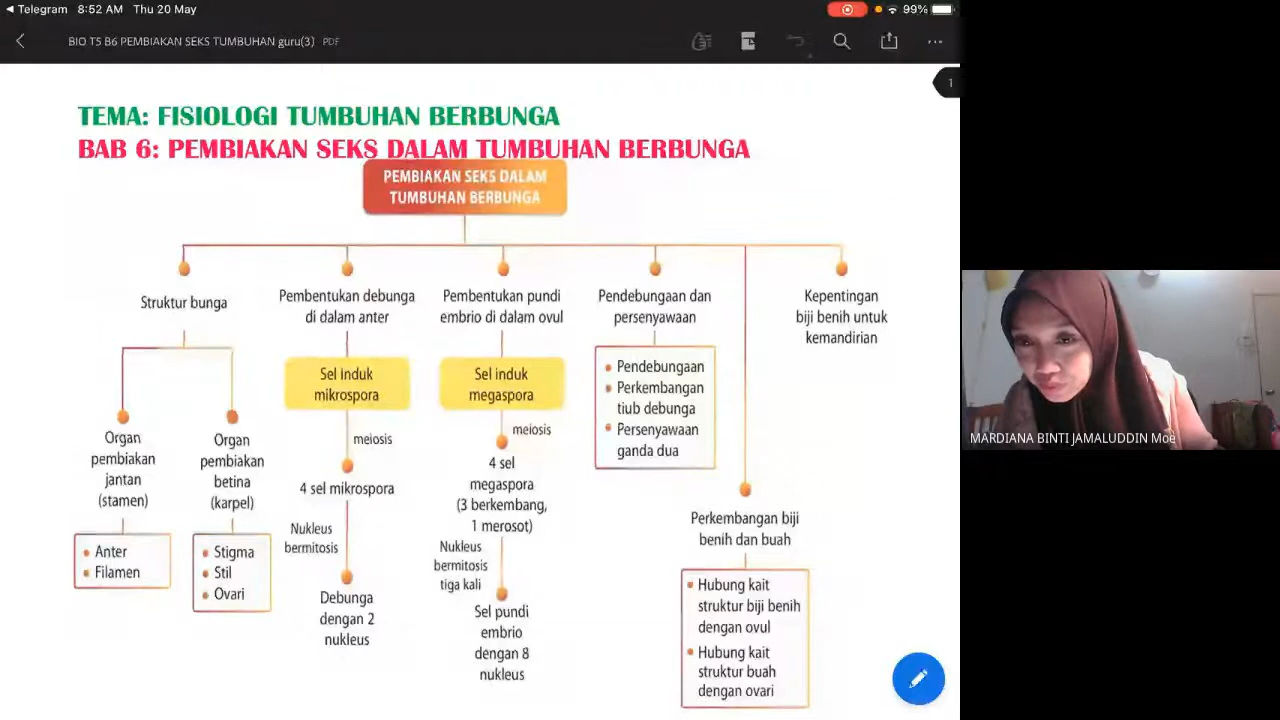 Telegram 8:52 AM Thu 20 May
99%
BIO T5 B6 PEMBIAKAN SEKS TUMBUHAN guru(3) PDF
1
TEMA: FISIOLOGI TUMBUHAN BERBUNGA
BAB 6: PEMBIAKAN SEKS DALAM TUMBUHAN BERBUNGA
PEMBIAKAN SEKS DALAM
TUMBUHAN BERBUNGA
Struktur bunga
Organ
pembiakan
jantan
(stamen)
Anter
Filamen
Organ
pembiakan
betina
(karpel)
Stigma
Stil
Ovari
Pembentukan debunga
di dalam anter
Sel induk
mikrospora
meiosis
4 sel mikrospora
Nukleus
bermitosis
Debunga
dengan 2
nukleus
Pembentukan pundi
embrio di dalam ovul
Sel induk
megaspora
meiosis
4 sel
megaspora
(3 berkembang,
1 merosot)
Nukleus
bermitosis
tiga kali
Sel pundi
embrio
dengan 8
nukleus
Pendebungaan dan
persenyawaan
Pendebungaan
Perkembangan
tiub debunga
Persenyawaan
ganda dua
Perkembangan biji
benih dan buah
Hubung kait
struktur biji benih
dengan ovul
Hubung kait
struktur buah
dengan ovari
Kepentingan
biji benih untuk
kemandirian
MARDIANA BINTI JAMALUDDIN Moe